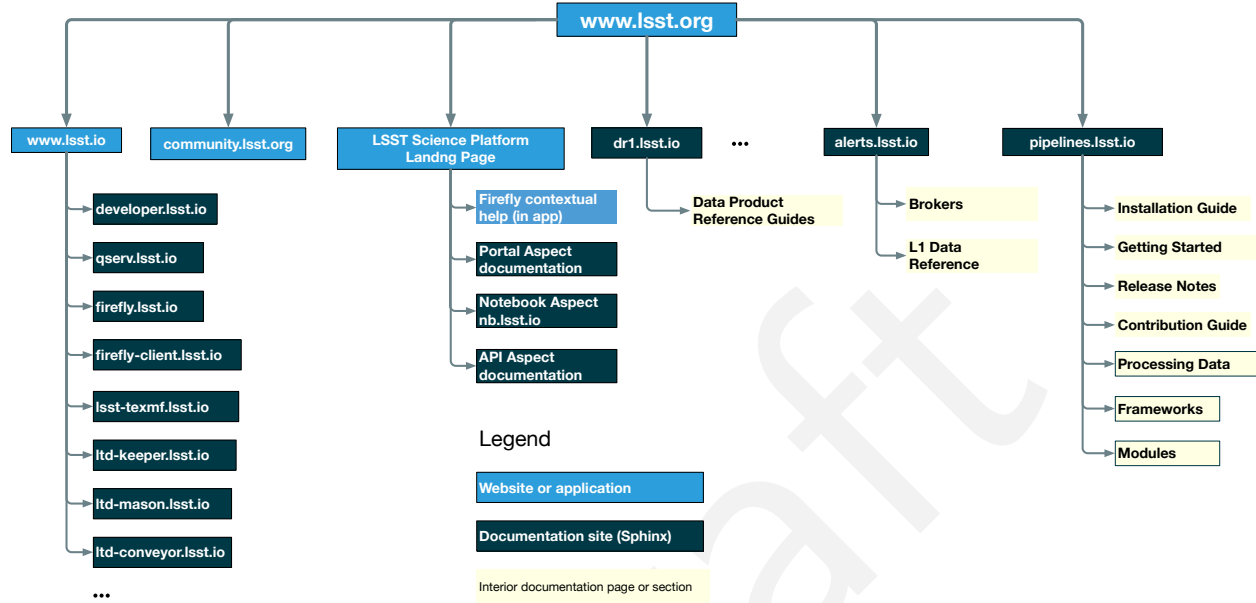 www.lsst.org
www.lsst.io
community.lsst.org
LSST Science Platform
Landng Page
dr1.lsst.io
...
alerts.lsst.io
pipelines.lsst.io
developer.lsst.io
qserv.lsst.io
firefly.lsst.io
firefly-client.lsst.io
lsst-texmf.lsst.io
ltd-keeper.lsst.io
ltd-mason.lsst.io
ltd-conveyor.lsst.io
...
Firefly contextual
help (in app)
Portal Aspect
documentation
Notebook Aspect
nb.lsst.io
API Aspect
documentation
Data Product
Reference Guides
Brokers
L1 Data
Reference
Installation Guide
Getting Started
Release Notes
Contribution Guide
Processing Data
Frameworks
Modules
Legend
Website or application
Documentation site (Sphinx)
Interior documentation page or section